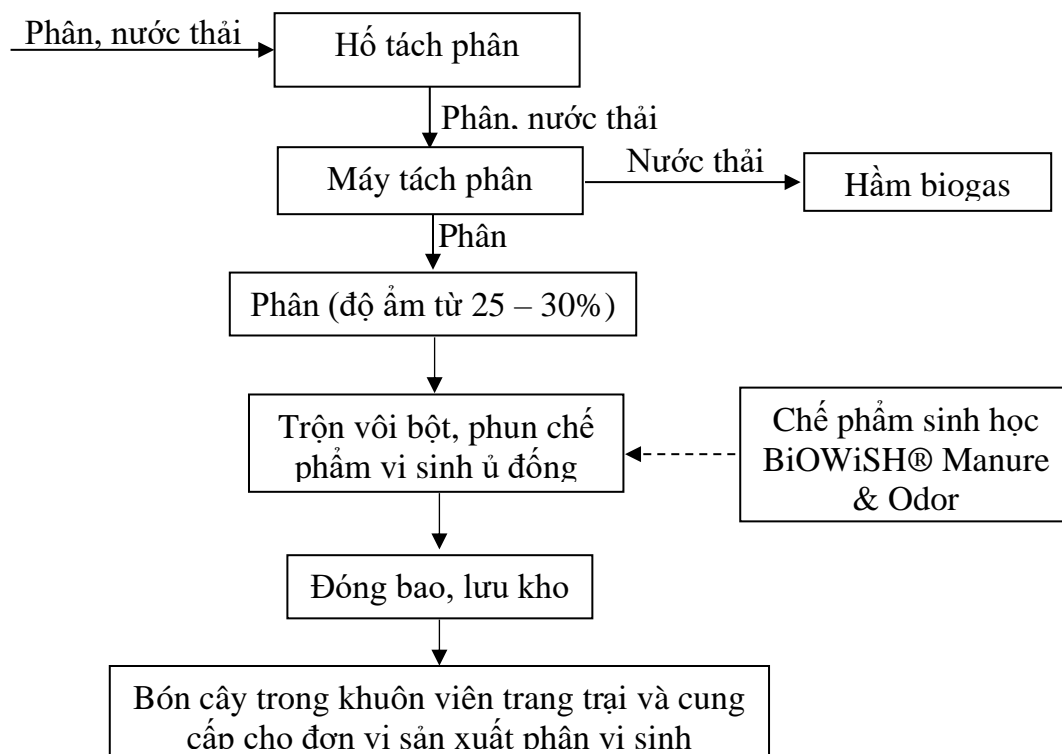 Phân, nước thải
Hố tách phân
Phân, nước thải
Máy tách phân
Nước thải
Hầm biogas
Phân
Phân (độ ẩm từ 25 – 30%)
Trộn vôi bột, phun chế
phẩm vi sinh ủ đống
Chế phẩm sinh học
BiOWiSH® Manure
& Odor
Đóng bao, lưu kho
Bón cây trong khuôn viên trang trại và cung
cấp cho đơn vị sản xuất phân vi sinh